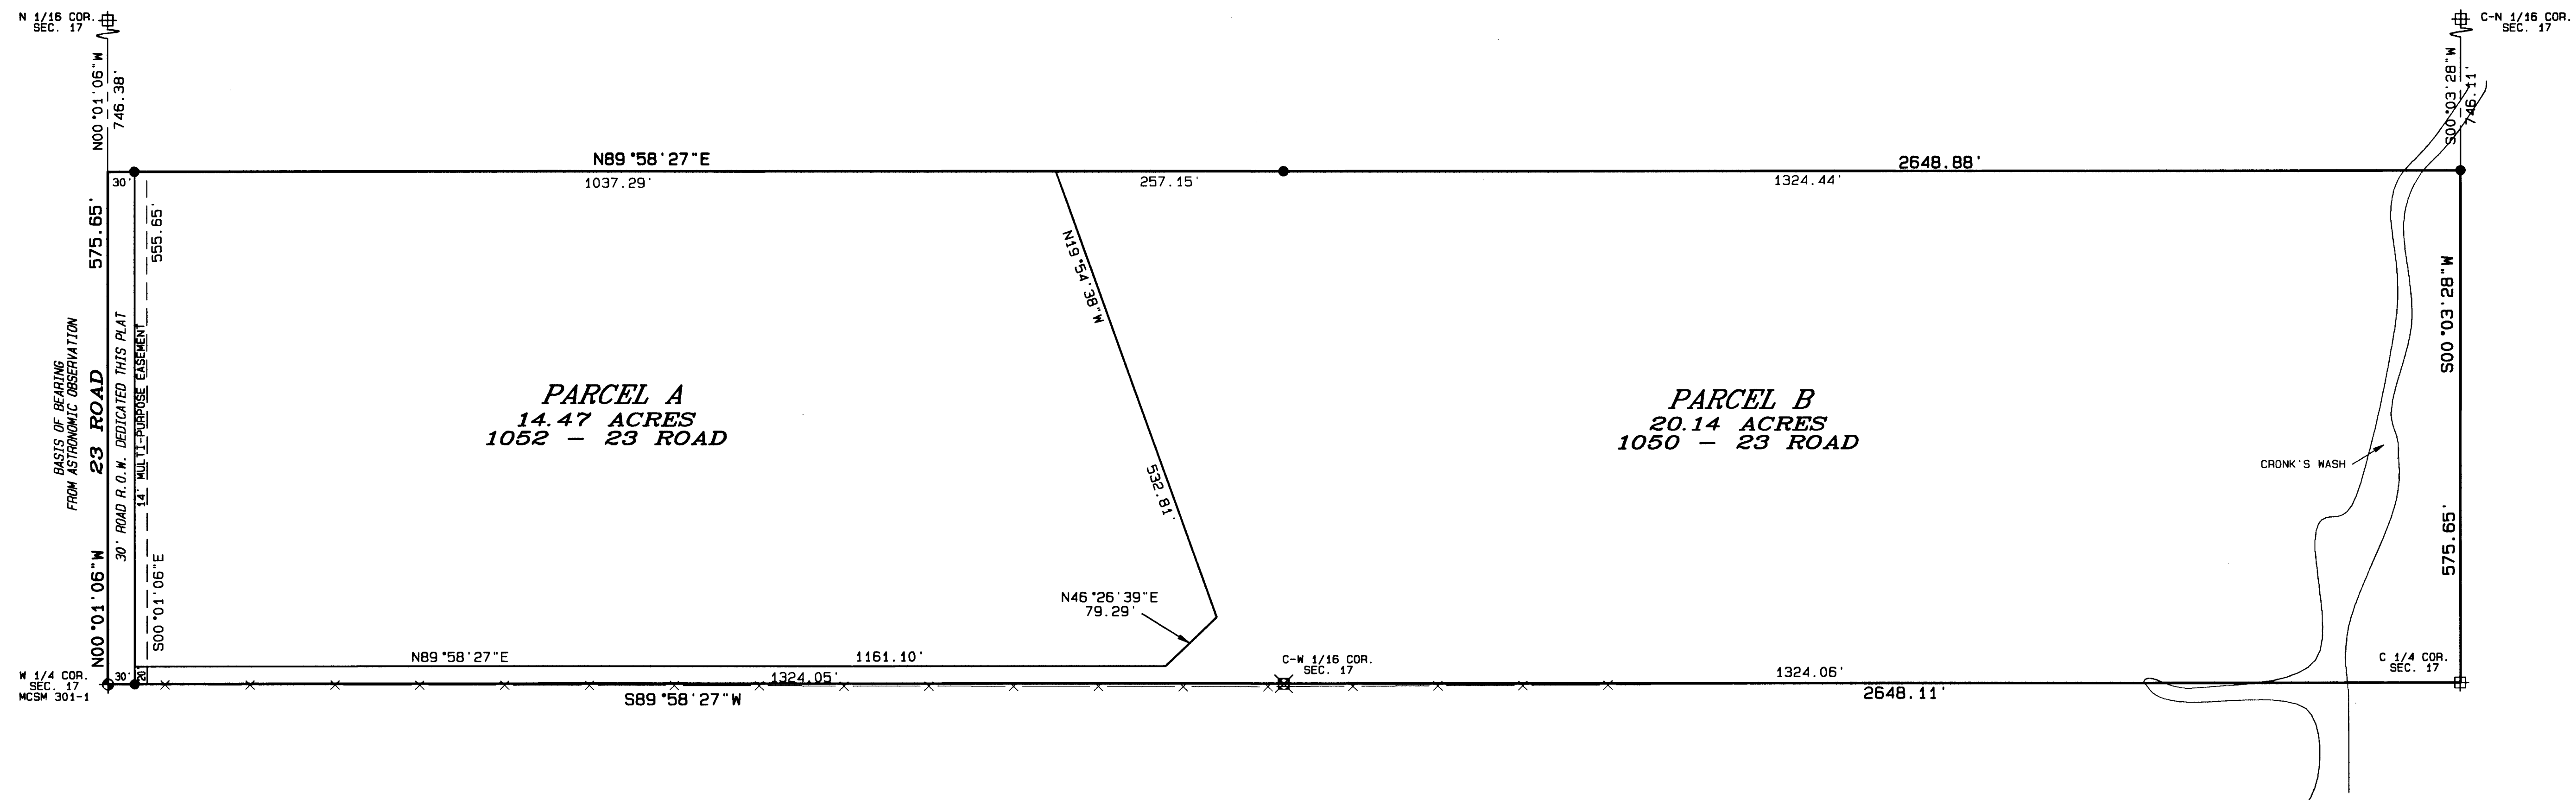 N 1/16 COR.
SEC. 17
C-N 1/16 COR.
SEC. 17
N00°01'06"W
746.38'
S00°03'28"W
746.11'
N89°58'27"E
2648.88'
30'
1037.29'
257.15'
1324.44'
575.65'
555.65'
N19°54'38"W
532.81'
S00°03'28"W
575.65'
BASIS OF BEARING
FROM ASTRONOMIC OBSERVATION
23 ROAD
30' ROAD R.O.W. DEDICATED THIS PLAT
14' MULTI-PURPOSE EASEMENT
PARCEL A
14.47 ACRES
1052 - 23 ROAD
PARCEL B
20.14 ACRES
1050 - 23 ROAD
CRONK'S WASH
N00°01'06"W
S00°01'06"E
N46°26'39"E
79.29'
N89°58'27"E
1161.10'
W 1/4 COR.
SEC. 17
MCSM 301-1
30'
20'
1324.05'
C-W 1/16 COR.
SEC. 17
1324.06'
C 1/4 COR.
SEC. 17
S89°58'27"W
2648.11'